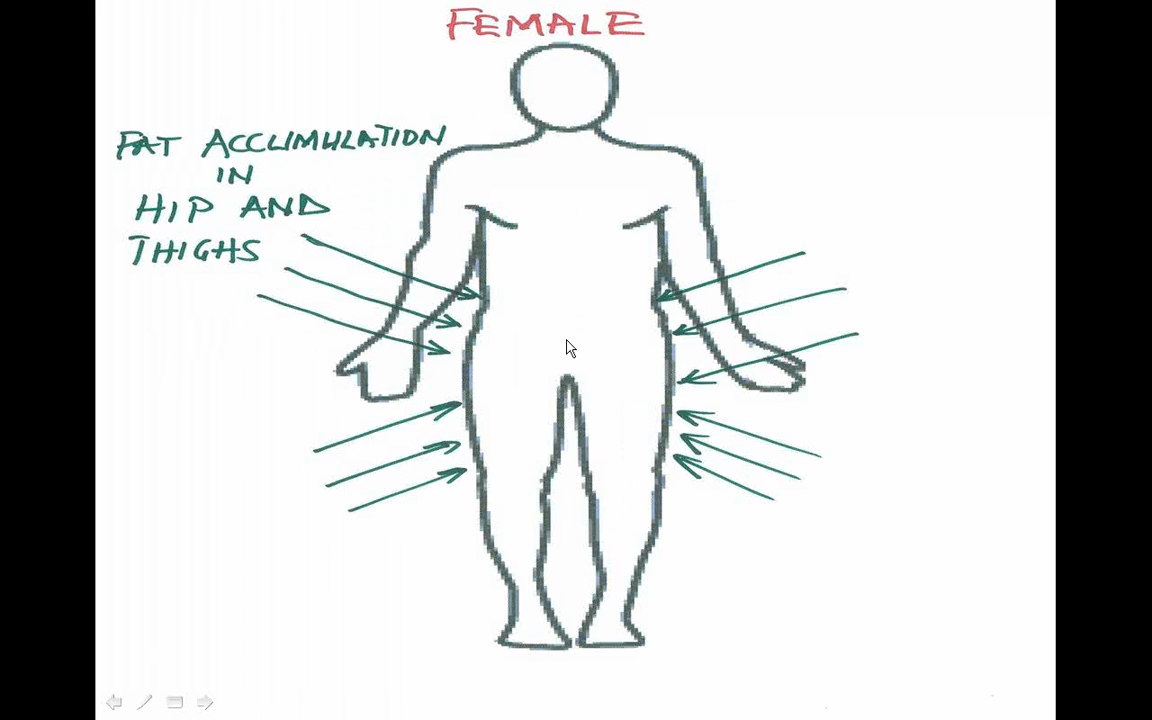 FEMALE
FAT ACCUMULATION
IN
HIP AND
THIGHS